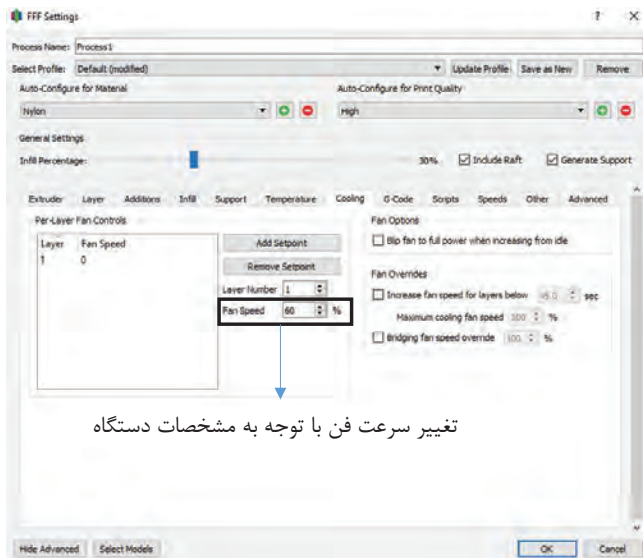 FFF Settings ? X
Process Name: Process1
Select Profile: Default (modified) Update Profile Save as New Remove
Auto-Configure for Material Auto-Configure for Print Quality
Nylon High
General Settings
Infill Percentage: 30% Include Raft Generate Support
Extruder Layer Additions Infill Support Temperature Cooling G-Code Scripts Speeds Other Advanced
Per-Layer Fan Controls Fan Options
Layer Fan Speed Add Setpoint Blip fan to full power when increasing from idle
1 0 Remove Setpoint Fan Overrides
Layer Number 1 Increase fan speed for layers below sec
Fan Speed 60 % Maximum cooling fan speed 100 %
Bridging fan speed override 100 %
تغییر سرعت فن با توجه به مشخصات دستگاه
Hide Advanced Select Models OK Cancel